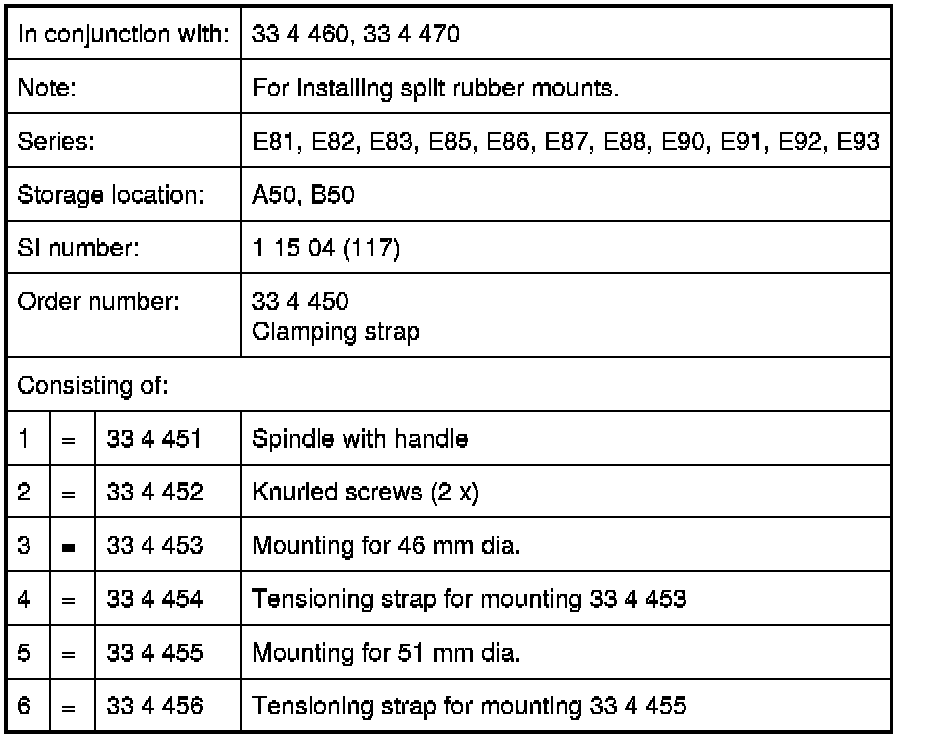 In conjunction with: 33 4 460, 33 4 470
Note: For installing split rubber mounts.
Series: E81, E82, E83, E85, E86, E87, E88, E90, E91, E92, E93
Storage location: A50, B50
SI number: 1 15 04 (117)
Order number: 33 4 450
Clamping strap
Consisting of:
1 = 33 4 451 Spindle with handle
2 = 33 4 452 Knurled screws (2 x)
3 = 33 4 453 Mounting for 46 mm dia.
4 = 33 4 454 Tensioning strap for mounting 33 4 453
5 = 33 4 455 Mounting for 51 mm dia.
6 = 33 4 456 Tensioning strap for mounting 33 4 455